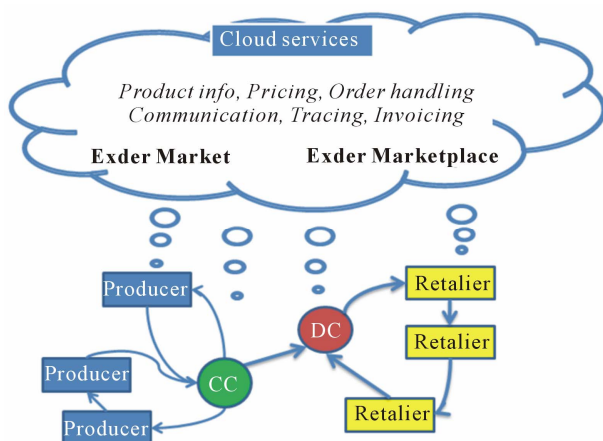 Cloud services
Product info, Pricing, Order handling
Communication, Tracing, Invoicing
Exder Market Exder Marketplace
Producer
Retalier
DC
Retalier
Producer
CC
Retalier
Producer